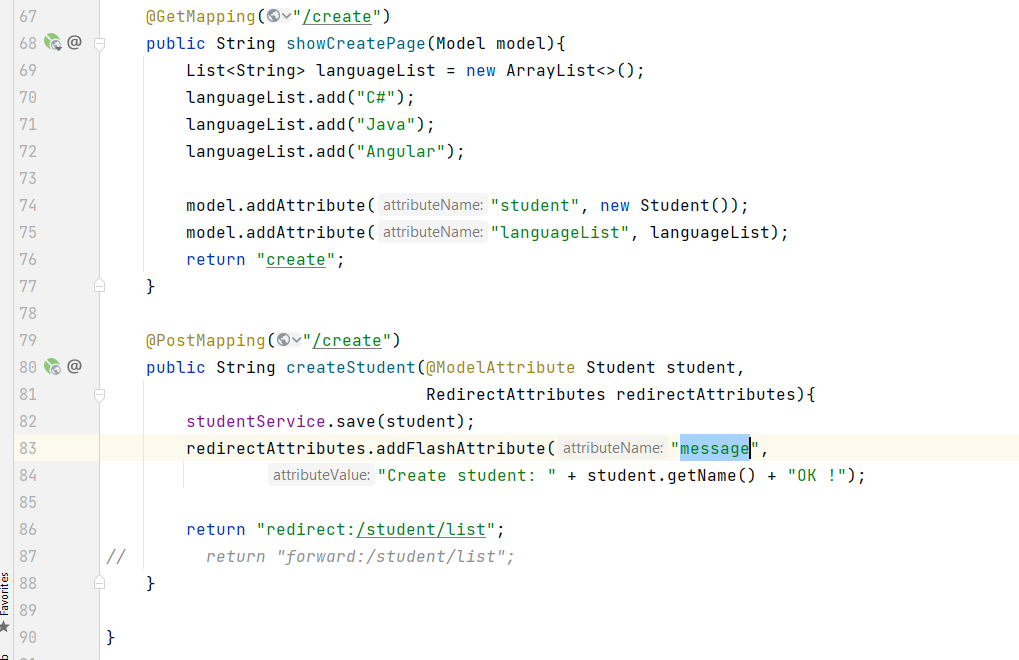 67 @GetMapping("/create")
68 @ public String showCreatePage(Model model){
69 List<String> languageList = new ArrayList<>();
70 languageList.add("C#");
71 languageList.add("Java");
72 languageList.add("Angular");
73
74 model.addAttribute( attributeName: "student", new Student());
75 model.addAttribute( attributeName: "languageList", languageList);
76 return "create";
77 }
78
79 @PostMapping("/create")
80 @ public String createStudent(@ModelAttribute Student student,
81 RedirectAttributes redirectAttributes){
82 studentService.save(student);
83 redirectAttributes.addFlashAttribute( attributeName: "message",
84 attributeValue: "Create student: " + student.getName() + "OK !");
85
86 return "redirect:/student/list";
87 // return "forward:/student/list";
88 }
89
90 }
Favorites